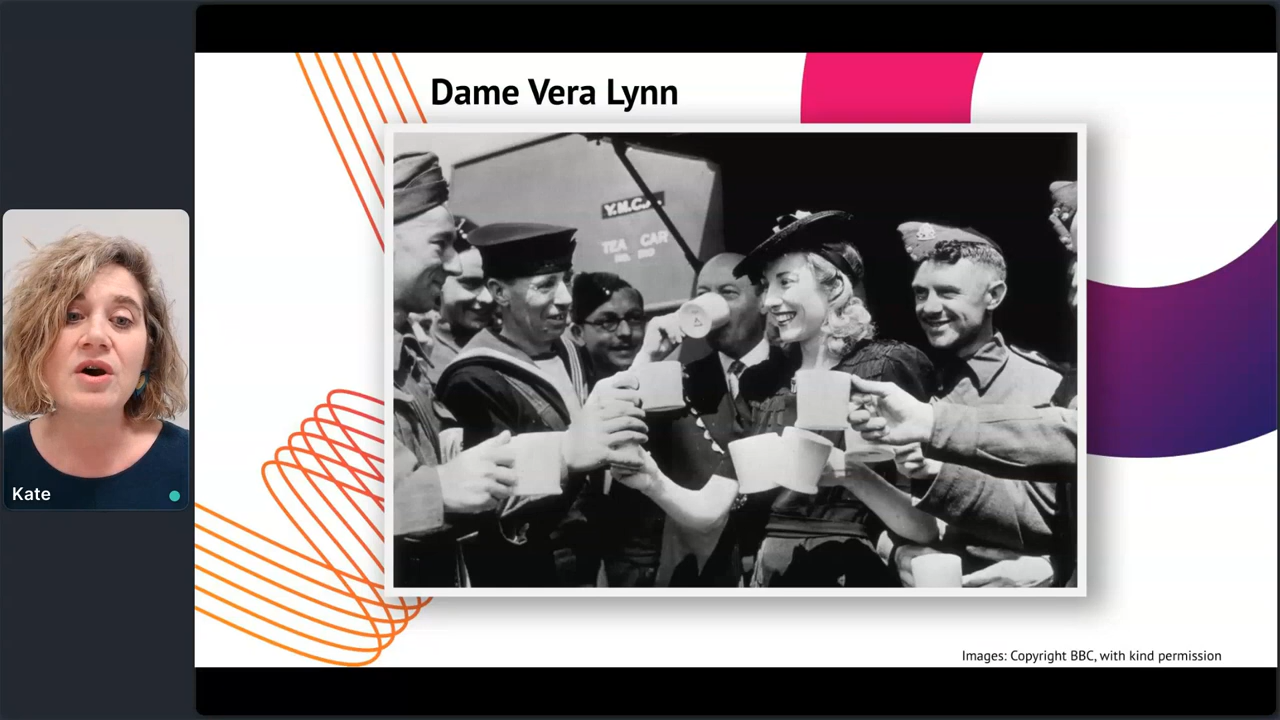 Dame Vera Lynn
Y.M.C.A.
TEA CAR
Kate
Images: Copyright BBC, with kind permission